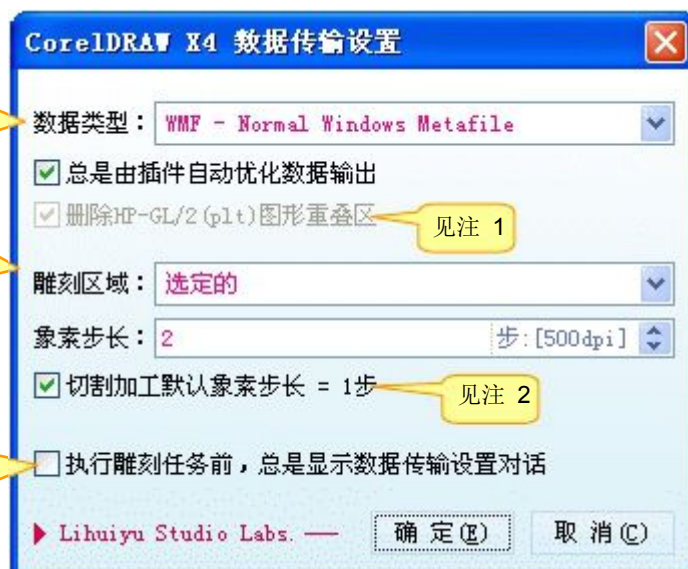 CorelDRAW X4 数据传输设置
数据类型： WMF - Normal Windows Metafile
总是由插件自动优化数据输出
删除HP-GL/2(plt)图形重叠区
见注 1
雕刻区域： 选定的
象索步长： 2 步:[500dpi]
切割加工默认象索步长 = 1步
见注 2
执行雕刻任务前，总是显示数据传输设置对话
Lihuiyu Studio Labs. —— 确 定(E) 取 消(C)